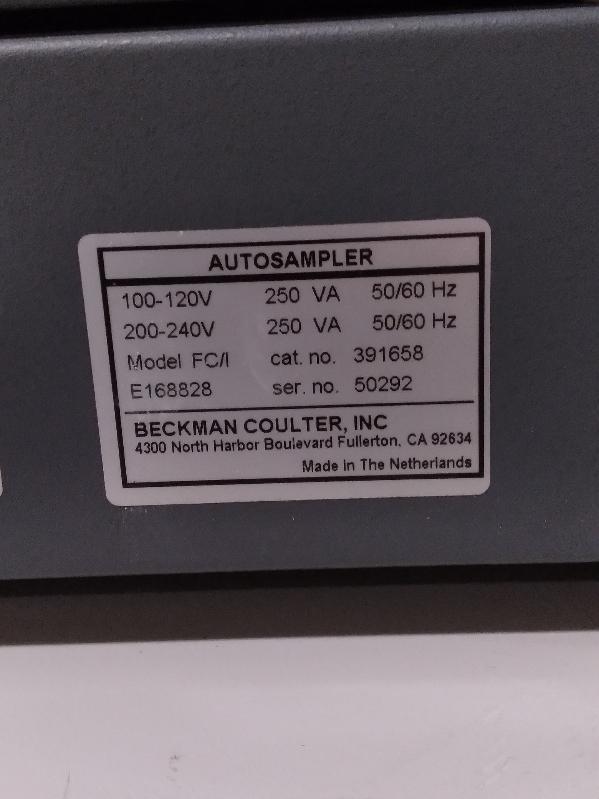 AUTOSAMPLER
100-120V 250 VA 50/60 Hz
200-240V 250 VA 50/60 Hz
Model FC/I cat. no. 391658
E168828 ser. no. 50292
BECKMAN COULTER, INC
4300 North Harbor Boulevard Fullerton, CA 92634
Made in The Netherlands